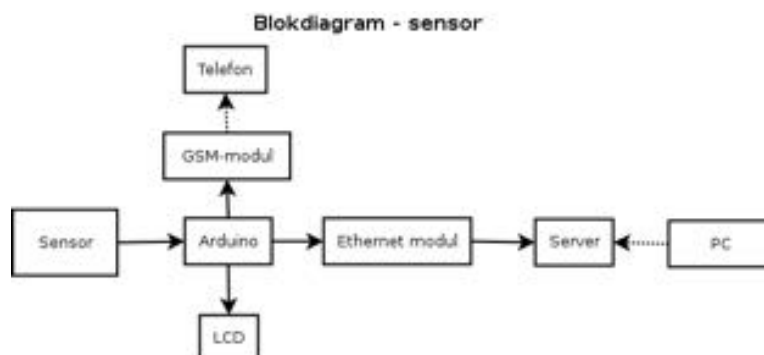 Blokdiagram - sensor
Telefon
GSM-modul
Sensor
Arduino
Ethernet modul
Server
PC
LCD